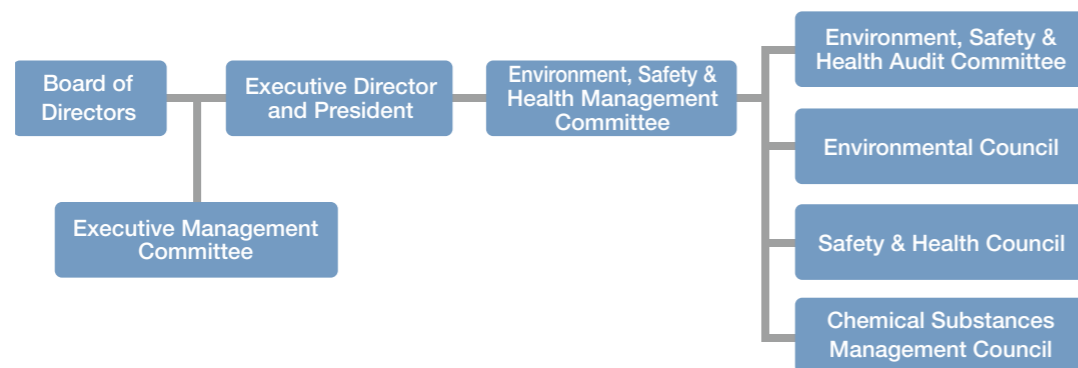 Board of
Directors
Executive Director
and President
Environment, Safety &
Health Management
Committee
Executive Management
Committee
Environment, Safety &
Health Audit Committee
Environmental Council
Safety & Health Council
Chemical Substances
Management Council